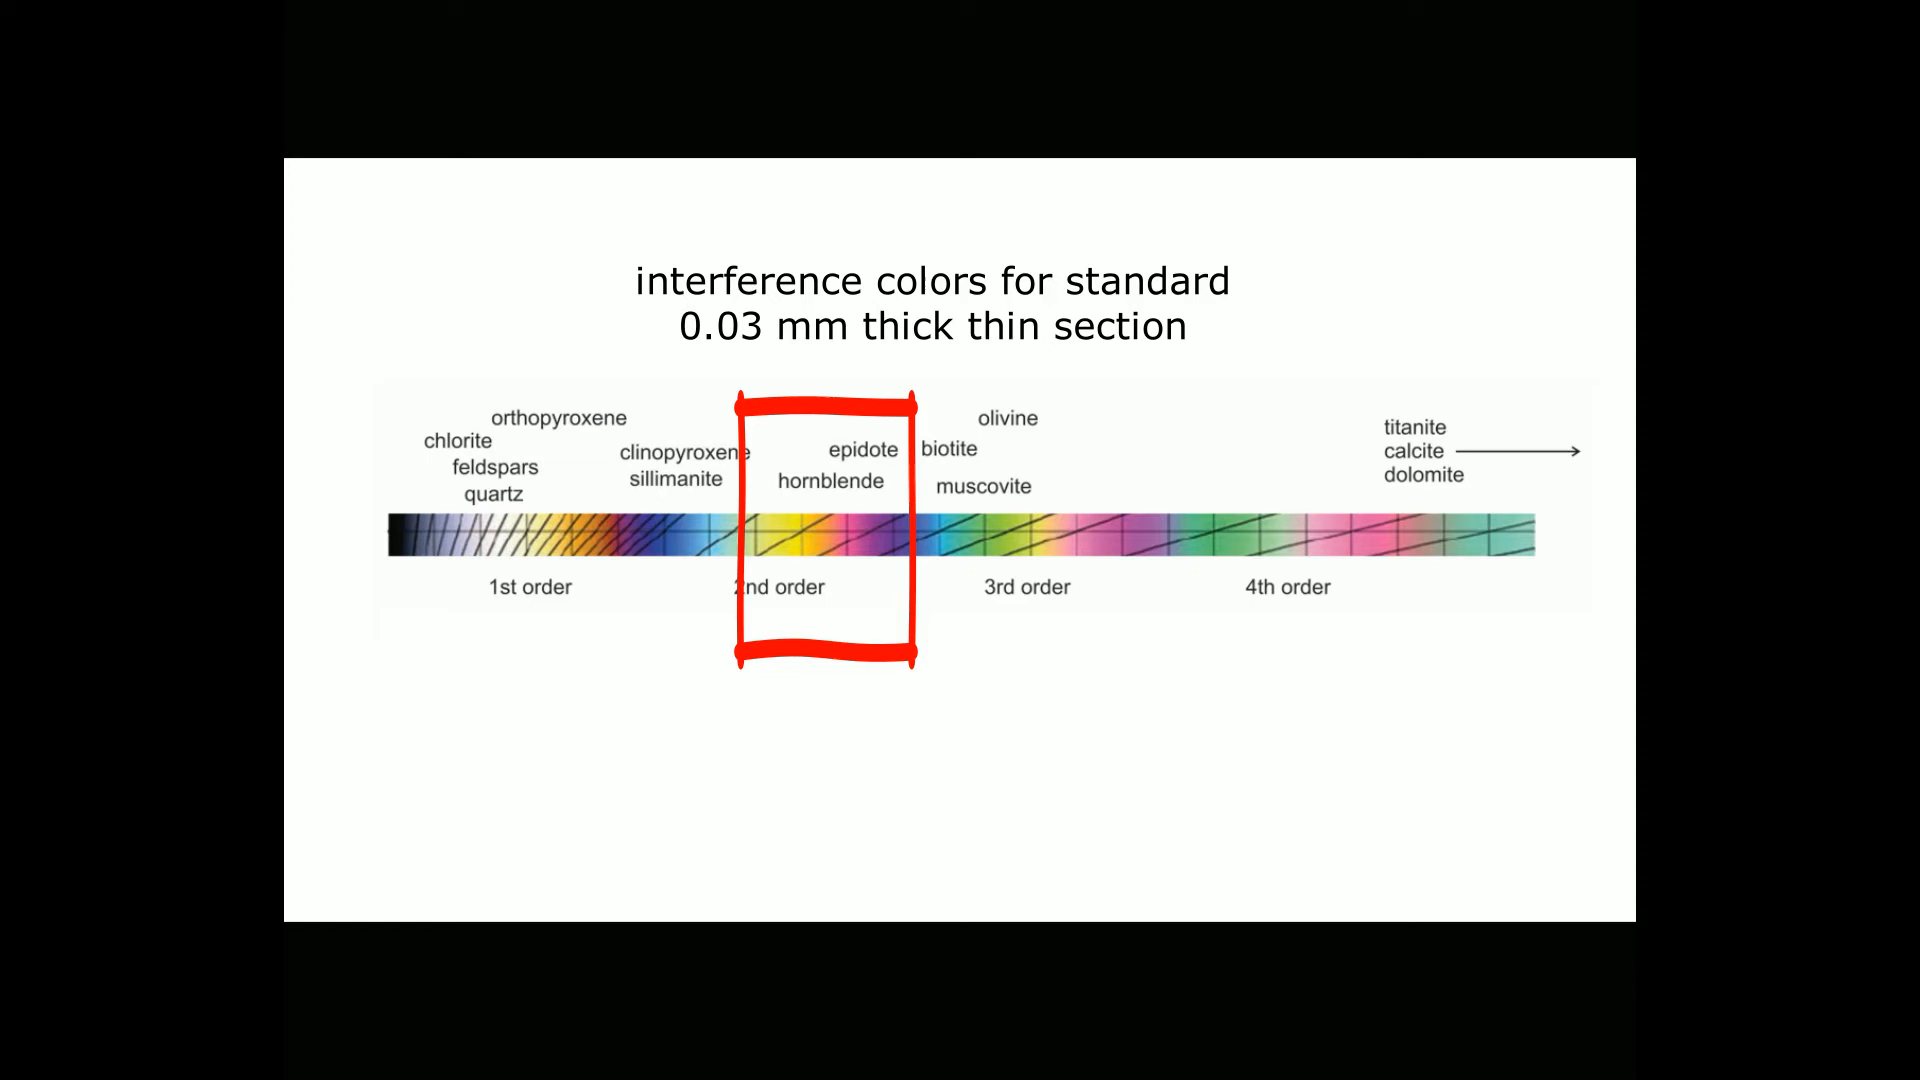 interference colors for standard
0.03 mm thick thin section
orthopyroxene
chlorite
feldspars
quartz
clinopyroxene
sillimanite
epidote
hornblende
biotite
olivine
muscovite
titanite
calcite
dolomite
1st order
2nd order
3rd order
4th order